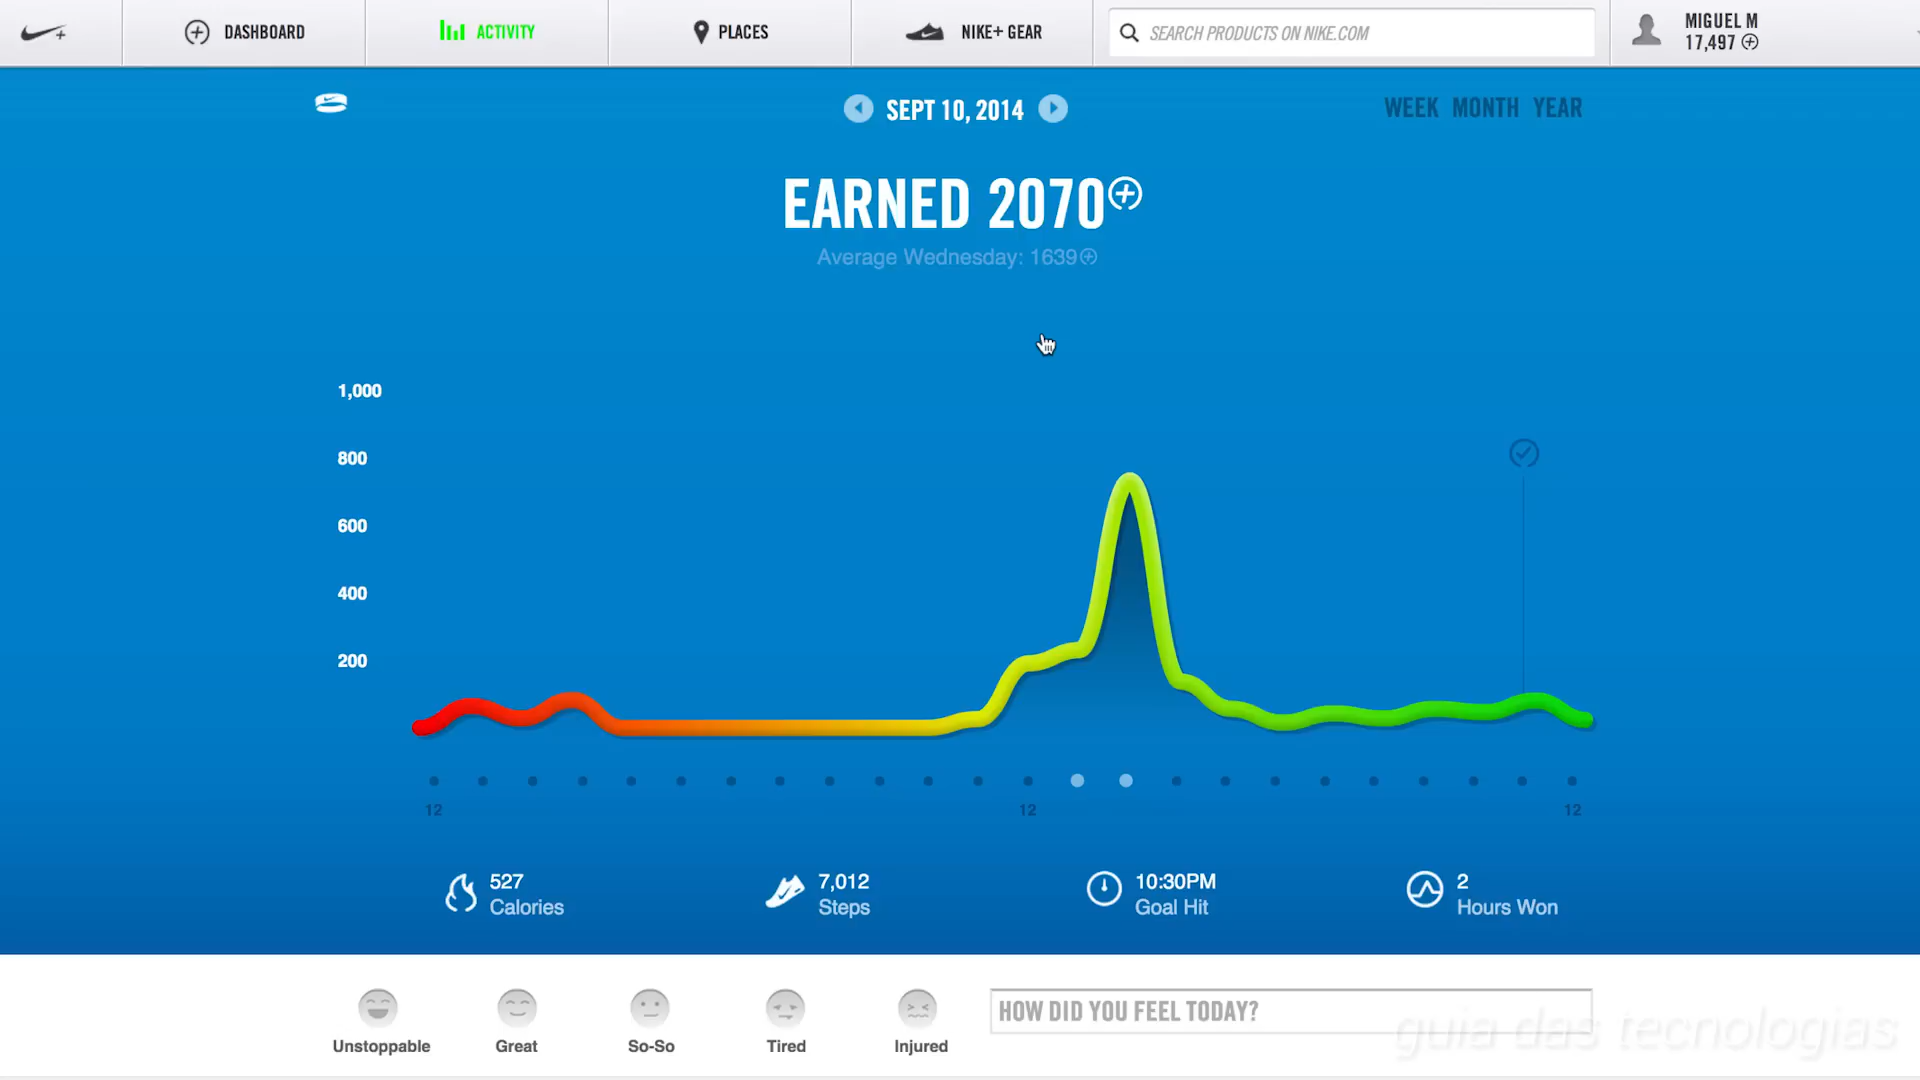 DASHBOARD
ACTIVITY
PLACES
NIKE+ GEAR
SEARCH PRODUCTS ON NIKE.COM
MIGUEL M
17,497
SEPT 10, 2014
WEEK MONTH YEAR
EARNED 2070
Average Wednesday: 1639
1,000
800
600
400
200
12
12
12
527
Calories
7,012
Steps
10:30PM
Goal Hit
2
Hours Won
Unstoppable
Great
So-So
Tired
Injured
HOW DID YOU FEEL TODAY?
guia das tecnologias